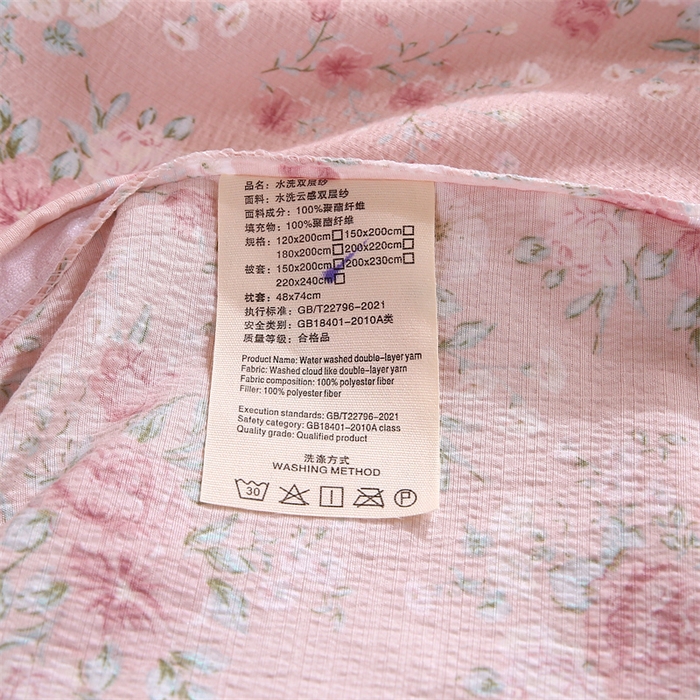 品名：水洗双层纱
面料：水洗云感双层纱
面料成分：100%聚酯纤维
填充物：100%聚酯纤维
规格：120x200cm□150x200cm□
180x200cm□200x220cm□
被套：150x200cm□200x230cm□
220x240cm□
枕套：48x74cm
执行标准：GB/T22796-2021
安全类别：GB18401-2010A类
质量等级：合格品
Product Name: Water washed double-layer yarn
Fabric: Washed cloud like double-layer yarn
Fabric composition: 100% polyester fiber
Filler: 100% polyester fiber
Execution standards: GB/T22796-2021
Safety category: GB18401-2010A class
Quality grade: Qualified product
洗涤方式
WASHING METHOD
30 P